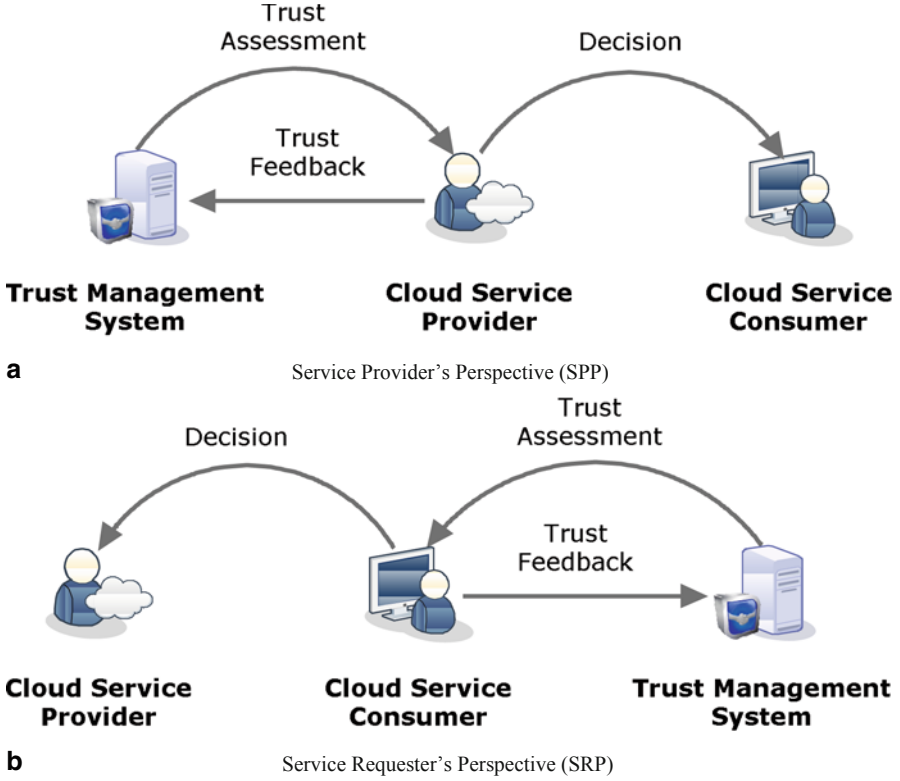 Trust
Assessment
Decision
Trust
Feedback
Trust Management
System
Cloud Service
Provider
Cloud Service
Consumer
a
Service Provider’s Perspective (SPP)
Trust
Assessment
Decision
Trust
Feedback
Cloud Service
Provider
Cloud Service
Consumer
Trust Management
System
b
Service Requester’s Perspective (SRP)